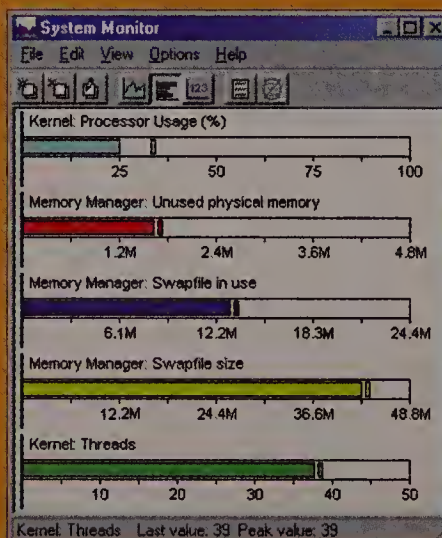 System Monitor
File Edit View Options Help
123
Kernel: Processor Usage (%)
25 50 75 100
Memory Manager: Unused physical memory
1.2M 2.4M 3.6M 4.8M
Memory Manager: Swapfile in use
6.1M 12.2M 18.3M 24.4M
Memory Manager: Swapfile size
12.2M 24.4M 36.6M 48.8M
Kernel: Threads
10 20 30 40 50
Kernel: Threads Last value: 39 Peak value: 39